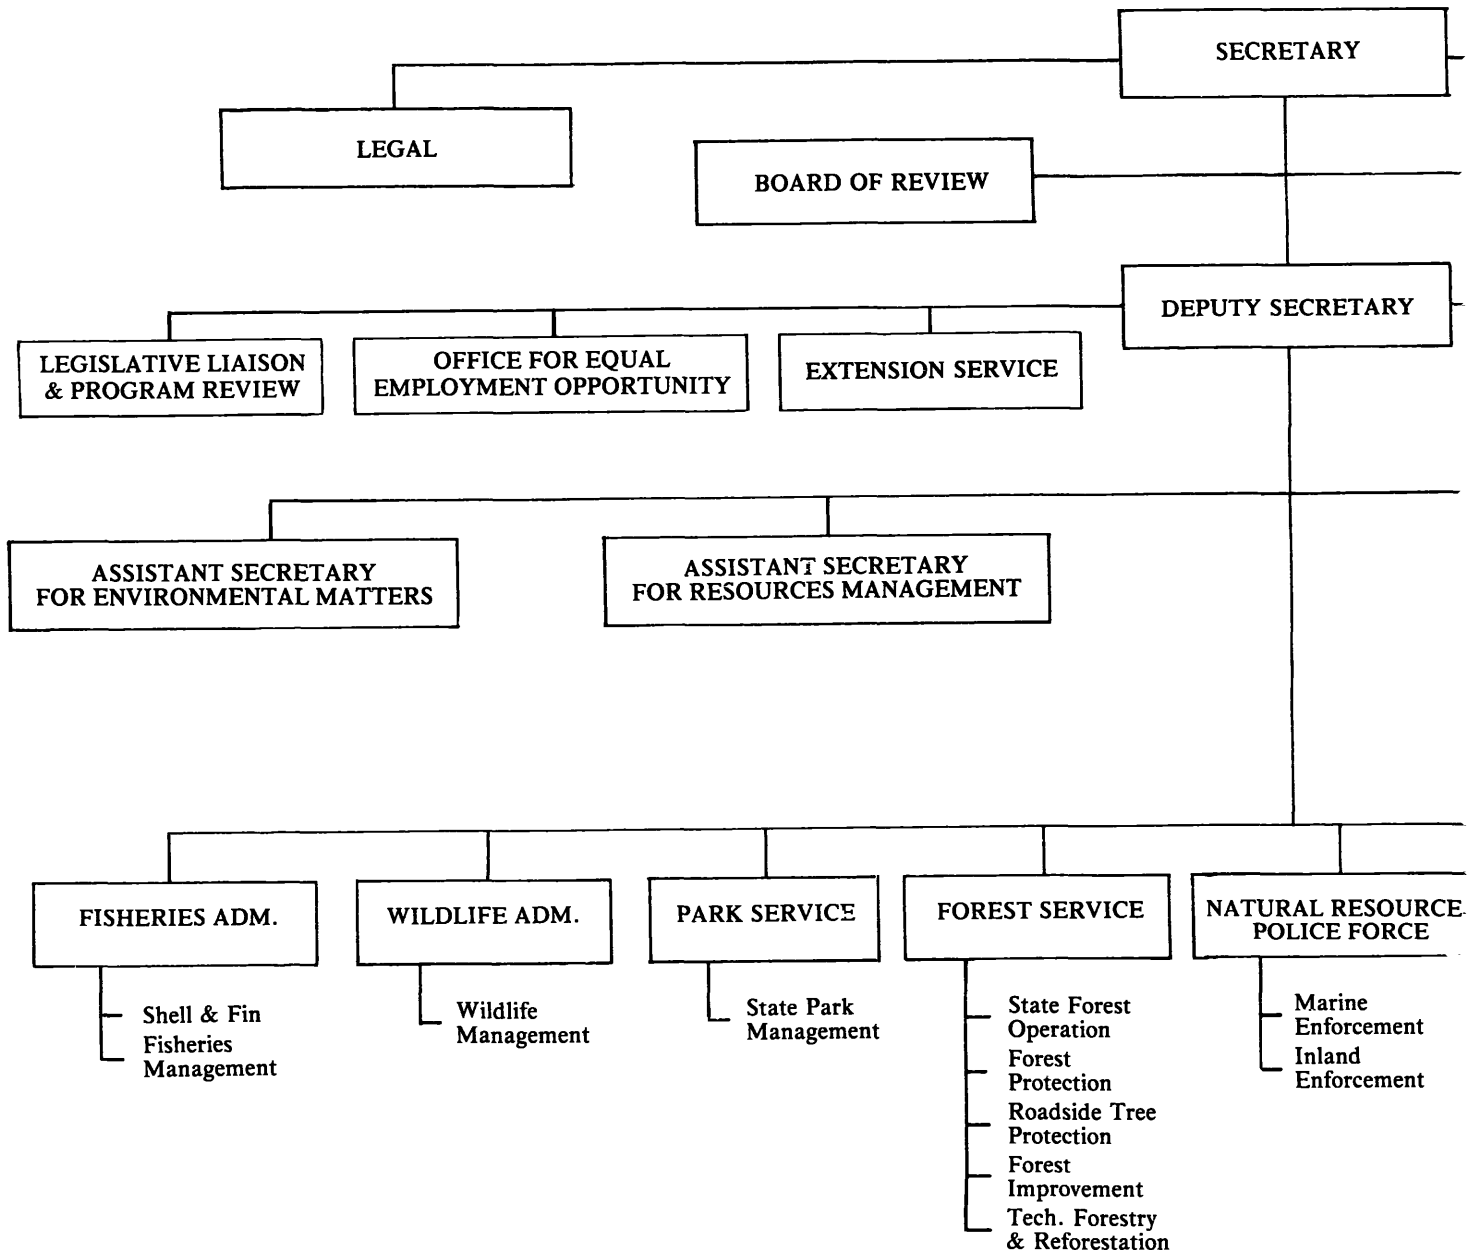 SECRETARY
LEGAL
BOARD OF REVIEW
DEPUTY SECRETARY
LEGISLATIVE LIAISON
& PROGRAM REVIEW
OFFICE FOR EQUAL
EMPLOYMENT OPPORTUNITY
EXTENSION SERVICE
ASSISTANT SECRETARY
FOR ENVIRONMENTAL MATTERS
ASSISTANT SECRETARY
FOR RESOURCES MANAGEMENT
FISHERIES ADM.
Shell & Fin
Fisheries
Management
WILDLIFE ADM.
Wildlife
Management
PARK SERVICE
State Park
Management
FOREST SERVICE
State Forest
Operation
Forest
Protection
Roadside Tree
Protection
Forest
Improvement
Tech. Forestry
& Reforestation
NATURAL RESOURCE
POLICE FORCE
Marine
Enforcement
Inland
Enforcement